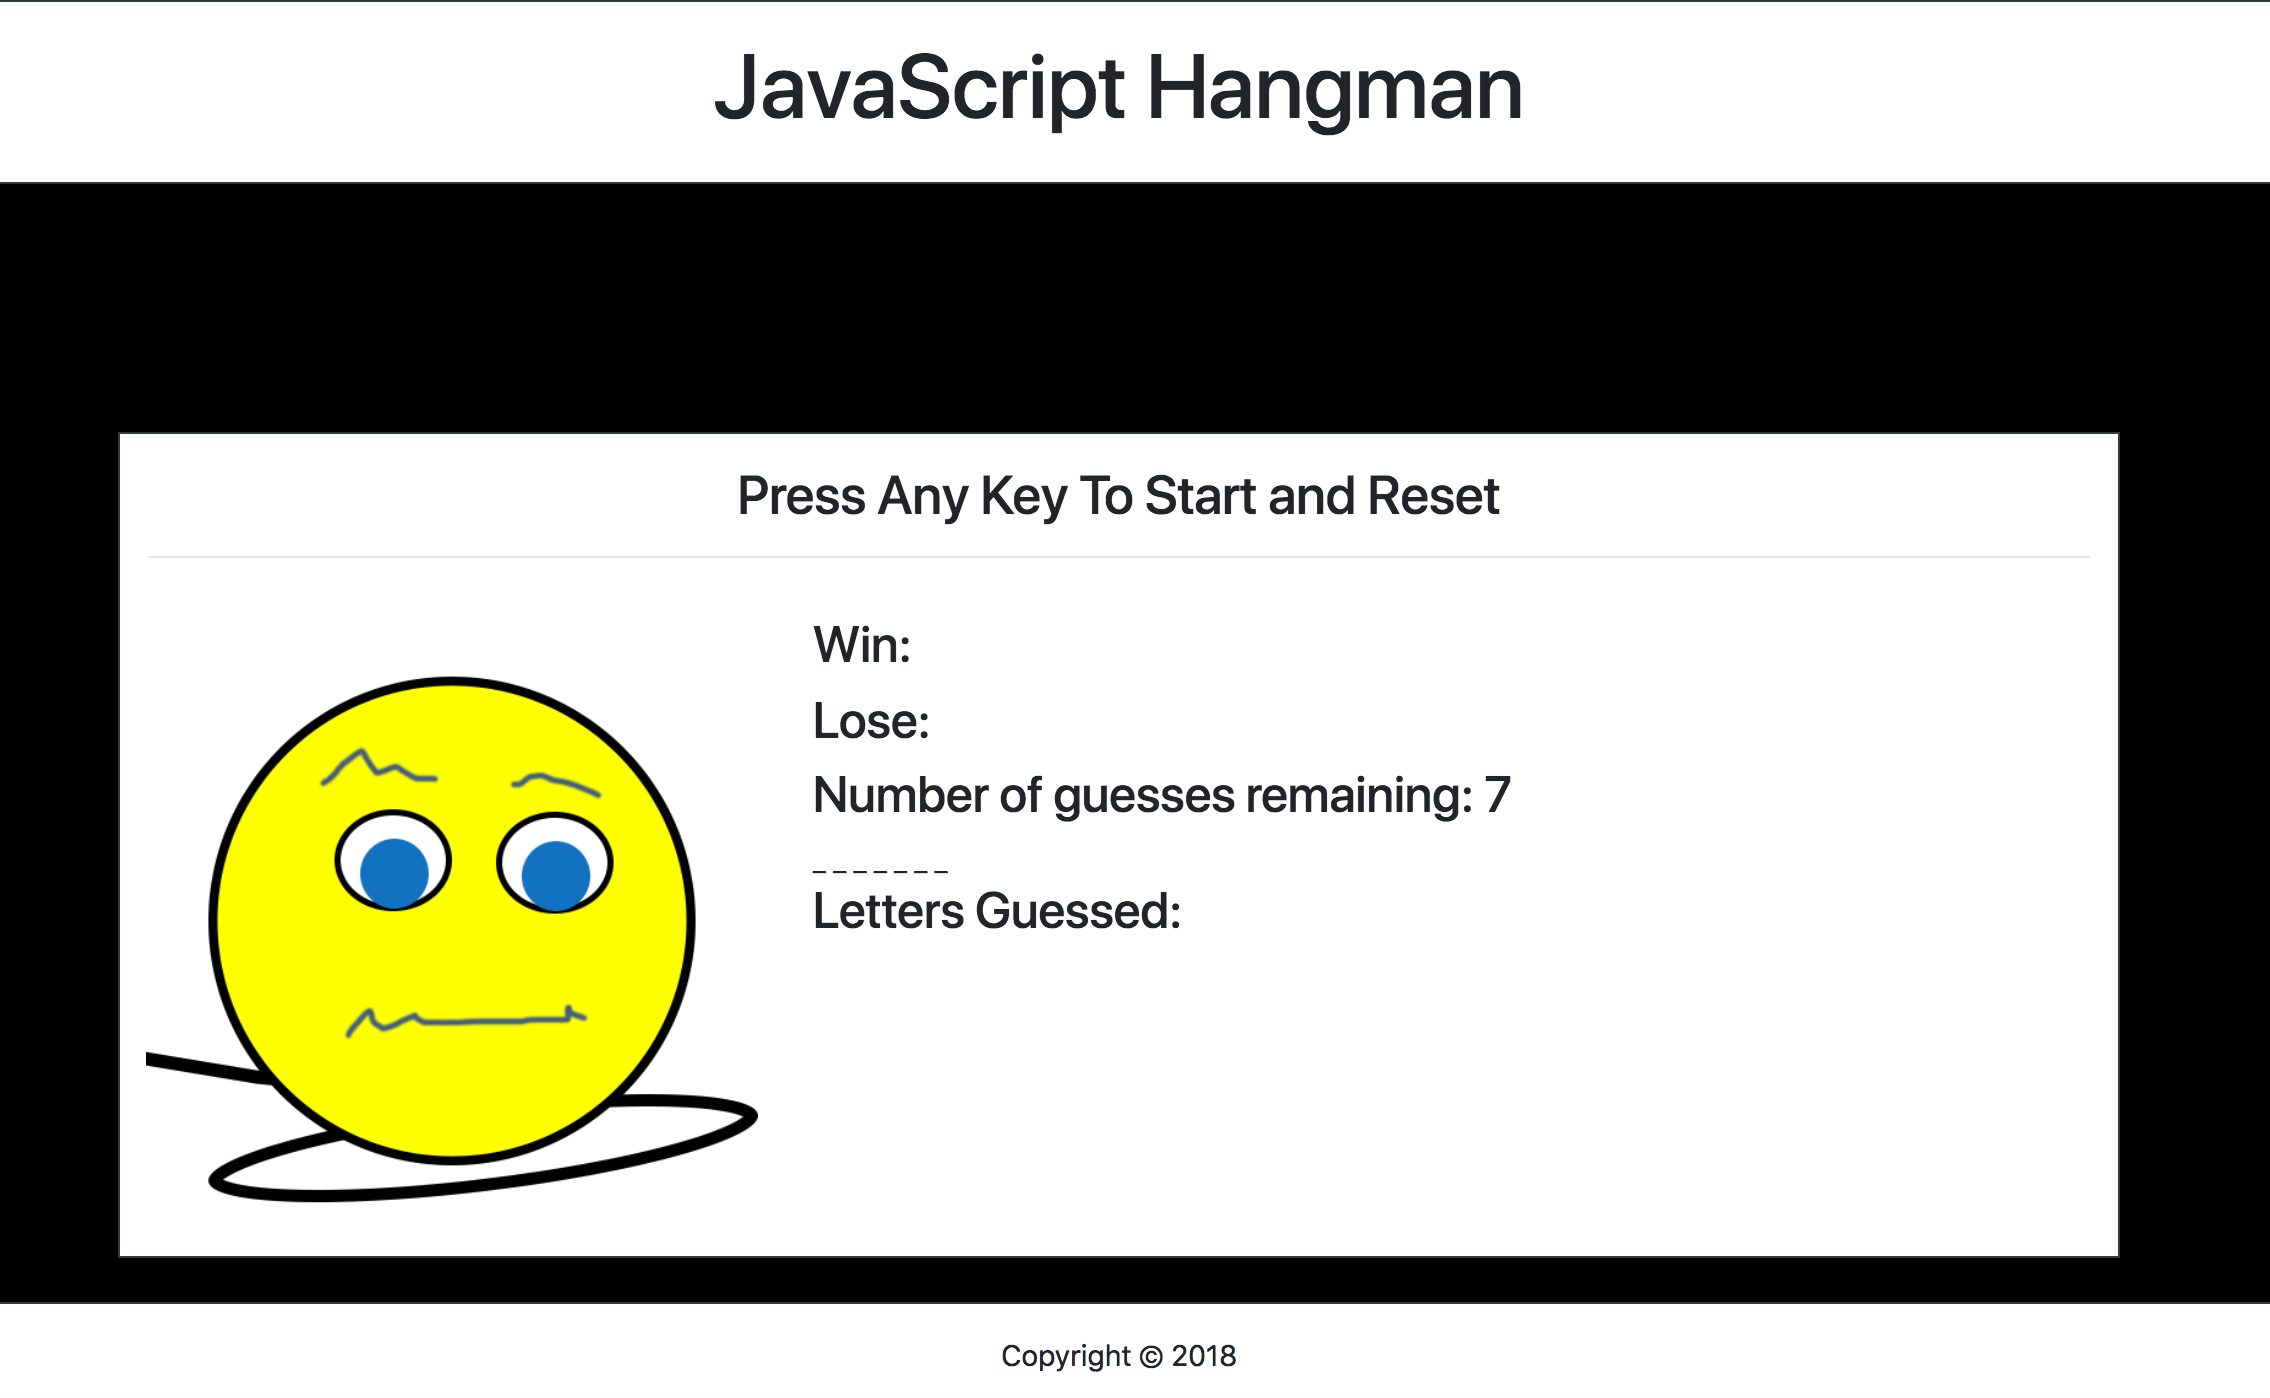 JavaScript Hangman
Press Any Key To Start and Reset
Win:
Lose:
Number of guesses remaining: 7
_ _ _ _ _ _ _
Letters Guessed:
Copyright © 2018